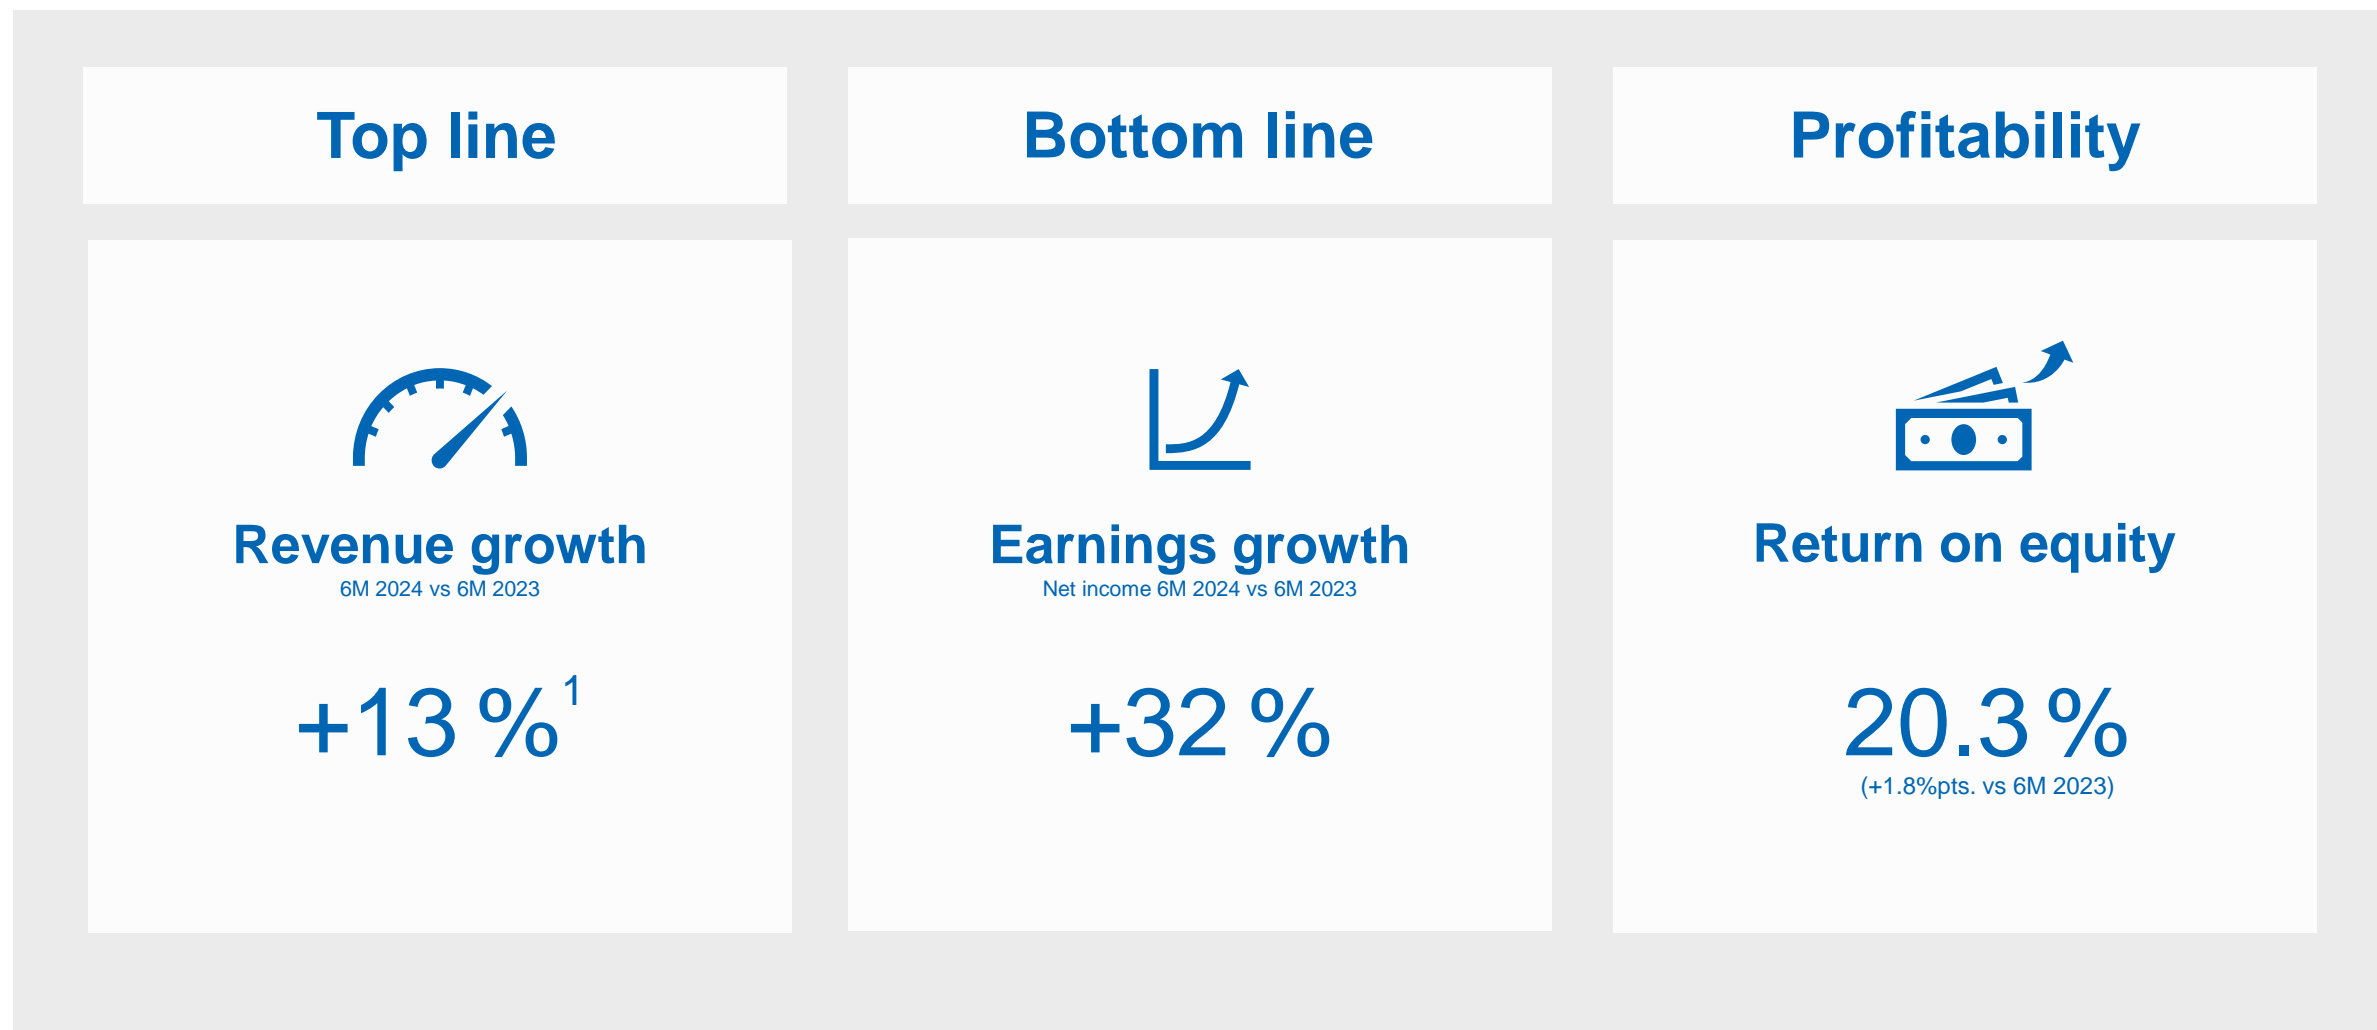 Top line
Bottom line
Profitability
Revenue growth
6M 2024 vs 6M 2023
+13 %1
Earnings growth
Net income 6M 2024 vs 6M 2023
+32 %
Return on equity
20.3 %
(+1.8%pts. vs 6M 2023)